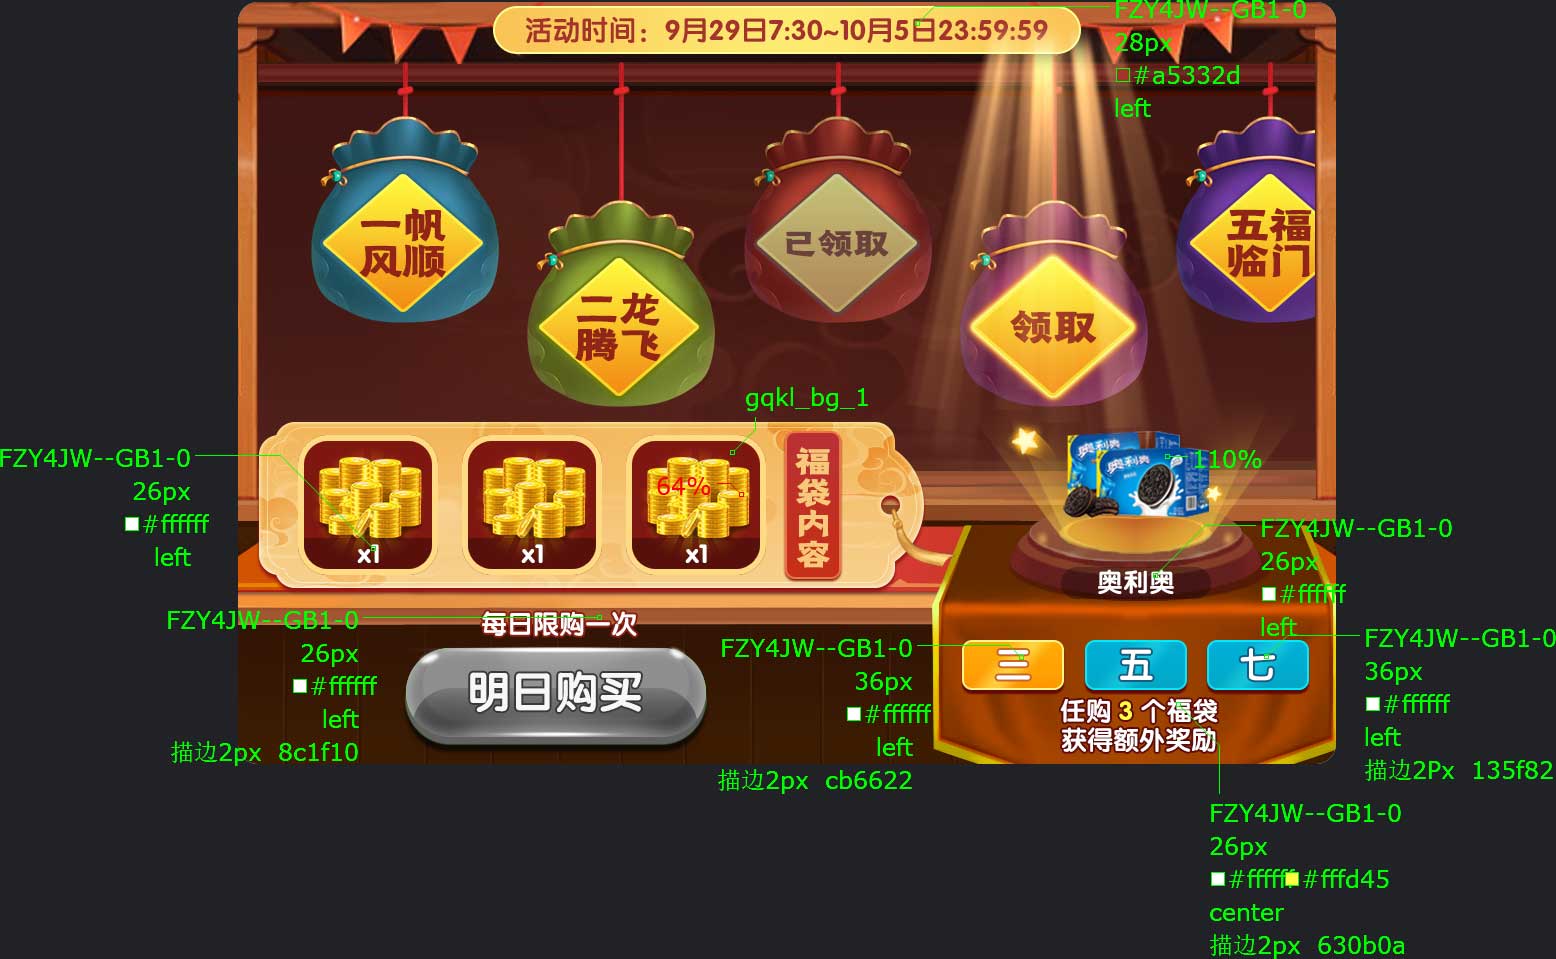 活动时间：9月29日7:30~10月5日23:59:59
FZY4JW--GB1-0
28px
#a5332d
left
一帆
风顺
二龙
腾飞
已领取
领取
五福
临门
gqkl_bg_1
FZY4JW--GB1-0
26px
#ffffff
left
x1
x1
64%
x1
福袋内容
奥利奥
奥利奥
110%
奥利奥
FZY4JW--GB1-0
26px
#ffffff
left
FZY4JW--GB1-0
26px
#ffffff
left
描边2px 8c1f10
每日限购一次
明日购买
FZY4JW--GB1-0
36px
#ffffff
left
描边2px cb6622
三
五
七
任购 3 个福袋
获得额外奖励
FZY4JW--GB1-0
36px
#ffffff
left
描边2Px 135f82
FZY4JW--GB1-0
26px
#ffffff #fffd45
center
描边2px 630b0a